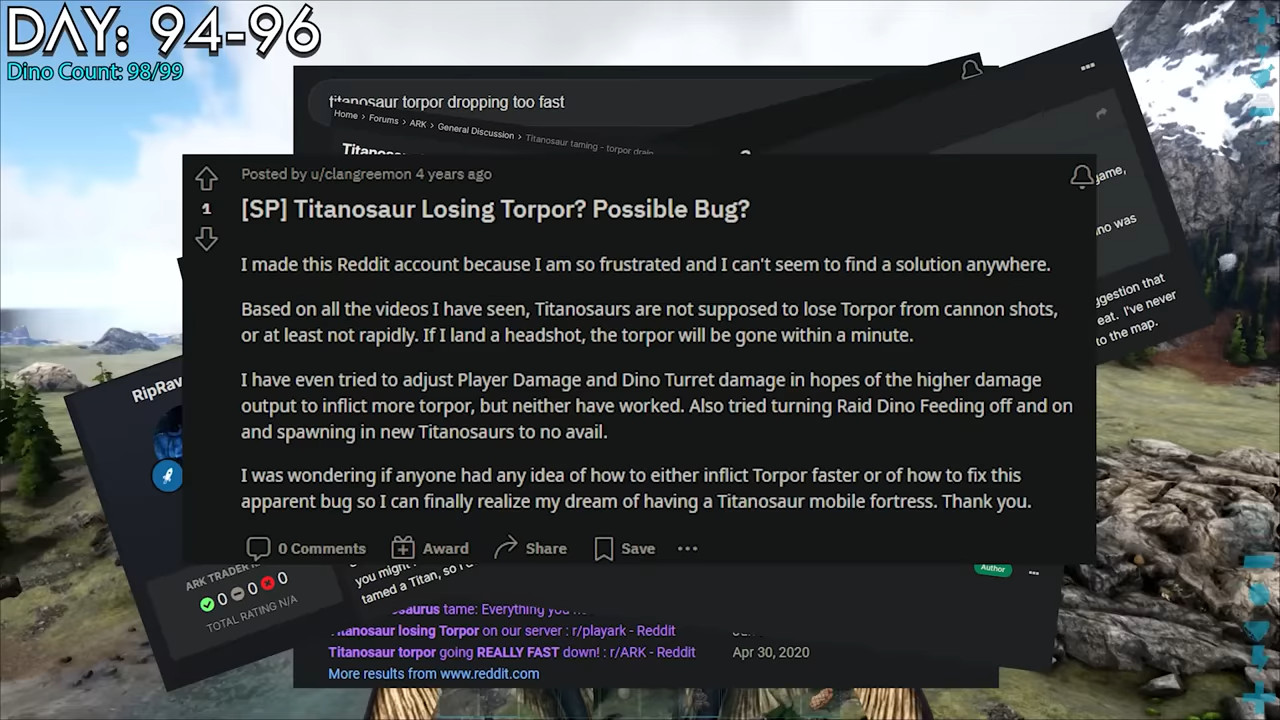 DAY: 94-96
Dino Count: 98/99
titanosaur torpor dropping too fast
Home > Forums > ARK > General Discussion > Titanosaur taming - torpor drain
Titanosa
Posted by u/clangreemon 4 years ago
1
[SP] Titanosaur Losing Torpor? Possible Bug?
I made this Reddit account because I am so frustrated and I can't seem to find a solution anywhere.
Based on all the videos I have seen, Titanosaurs are not supposed to lose Torpor from cannon shots,
or at least not rapidly. If I land a headshot, the torpor will be gone within a minute.
I have even tried to adjust Player Damage and Dino Turret damage in hopes of the higher damage
output to inflict more torpor, but neither have worked. Also tried turning Raid Dino Feeding off and on
and spawning in new Titanosaurs to no avail.
I was wondering if anyone had any idea of how to either inflict Torpor faster or of how to fix this
apparent bug so I can finally realize my dream of having a Titanosaur mobile fortress. Thank you.
0 Comments Award Share Save
game,
no was
ggestion that
eat. I've never
to the map.
RipRav
ARK TRADER
0 0 0
TOTAL RATING N/A
you might
tamed a Titan, so I
Author
osaurus tame: Everything you
Titanosaur losing Torpor on our server : r/playark - Reddit
Titanosaur torpor going REALLY FAST down! : r/ARK - Reddit
Apr 30, 2020
More results from www.reddit.com